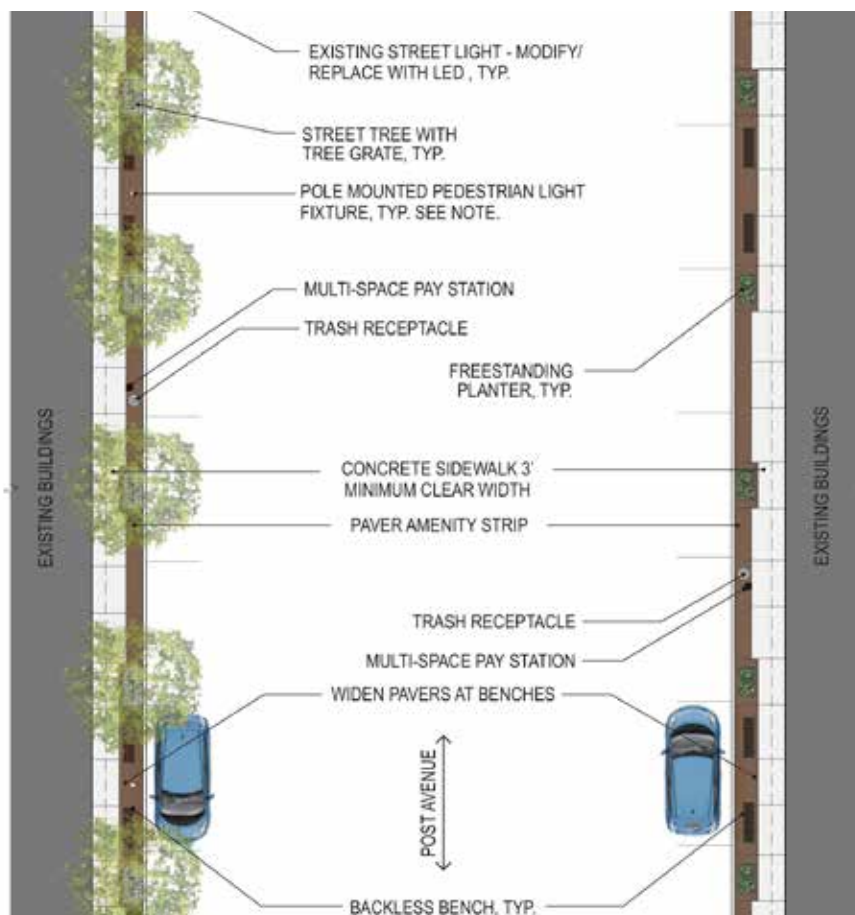 EXISTING STREET LIGHT - MODIFY/
REPLACE WITH LED , TYP.
STREET TREE WITH
TREE GRATE, TYP.
POLE MOUNTED PEDESTRIAN LIGHT
FIXTURE, TYP. SEE NOTE.
MULTI-SPACE PAY STATION
TRASH RECEPTACLE
FREESTANDING
PLANTER, TYP.
EXISTING BUILDINGS
CONCRETE SIDEWALK 3'
MINIMUM CLEAR WIDTH
EXISTING BUILDINGS
PAVER AMENITY STRIP
TRASH RECEPTACLE
MULTI-SPACE PAY STATION
WIDEN PAVERS AT BENCHES
POST AVENUE
BACKLESS BENCH, TYP.